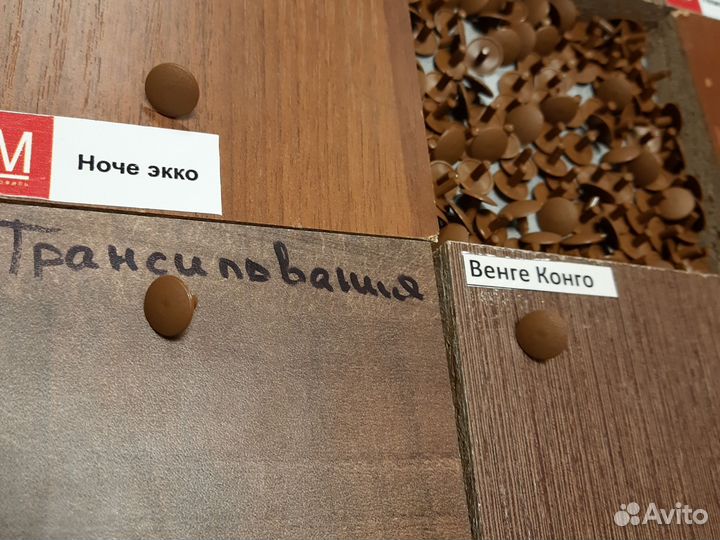 М
Ноче экко
Трансильвания
Венге Конго
Avito